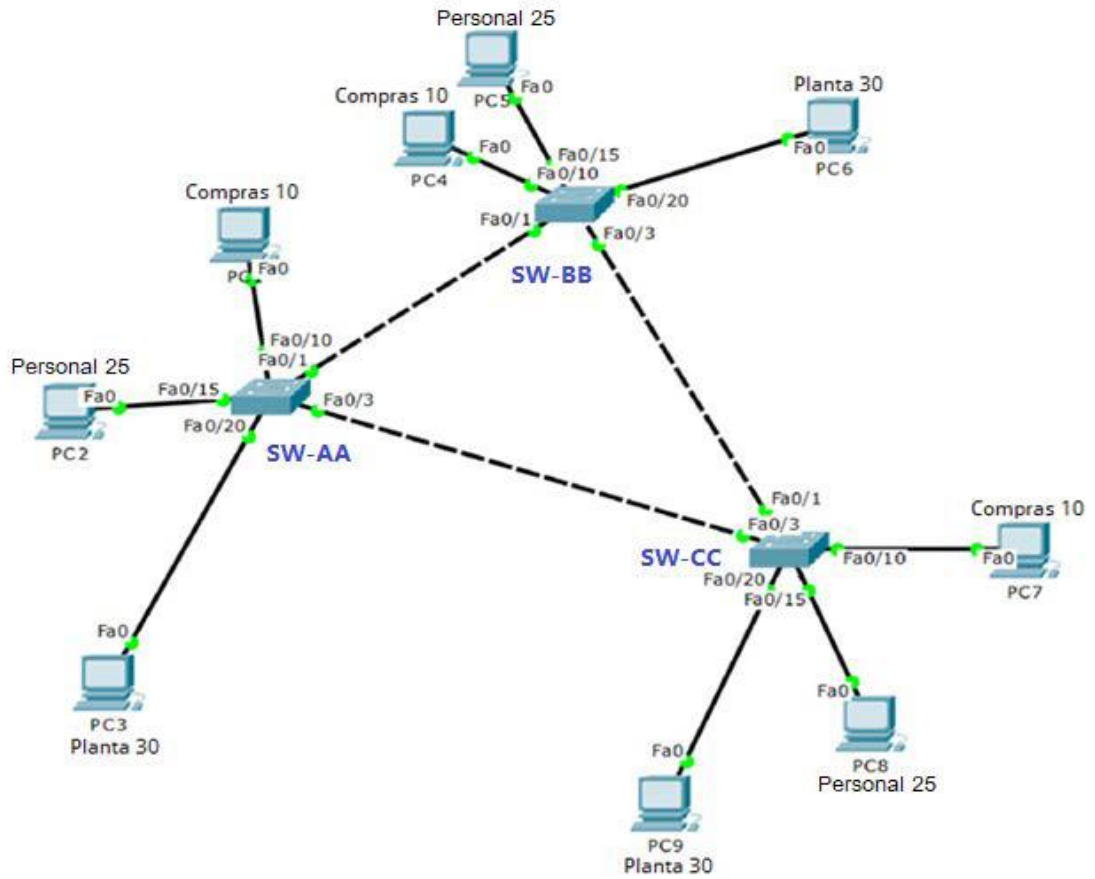 Personal 25
Fa0
PC5
Planta 30
Fa0
PC6
Compras 10
Fa0
PC4
Fa0/15
Fa0/10
Fa0/1
Fa0/20
Fa0/3
SW-BB
Compras 10
Fa0
Fa0/10
Fa0/1
Personal 25
Fa0
PC2
Fa0/15
Fa0/20
Fa0/3
SW-AA
Fa0/1
Fa0/3
SW-CC
Fa0/20
Fa0/15
Fa0/10
Compras 10
Fa0
PC7
Fa0
PC3
Planta 30
Fa0
PC8
Personal 25
Fa0
PC9
Planta 30